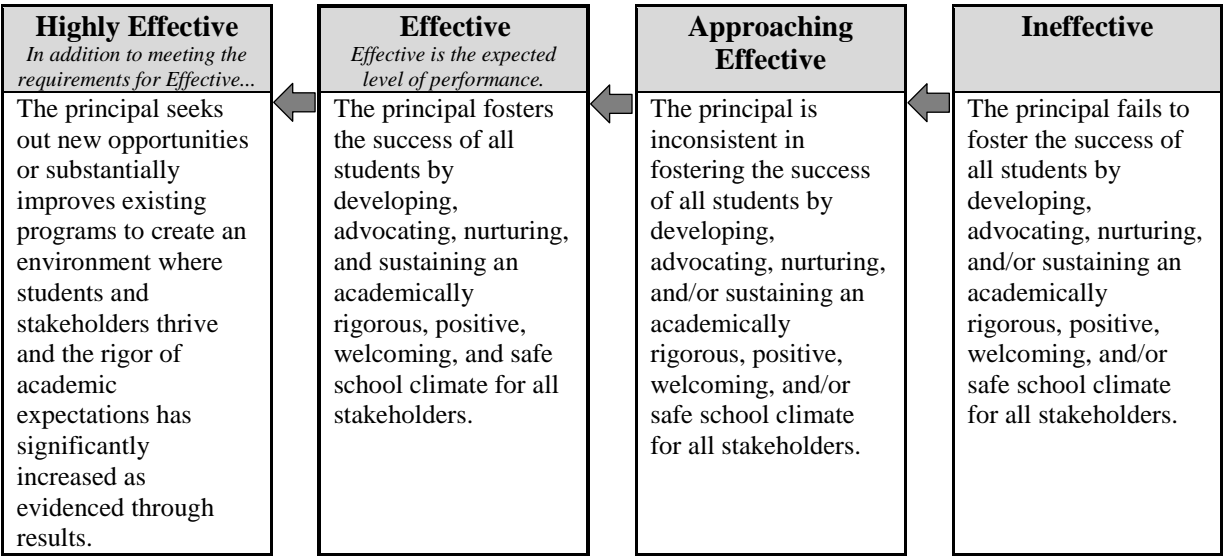 Highly Effective
In addition to meeting the
requirements for Effective...
The principal seeks
out new opportunities
or substantially
improves existing
programs to create an
environment where
students and
stakeholders thrive
and the rigor of
academic
expectations has
significantly
increased as
evidenced through
results.
Effective
Effective is the expected
level of performance.
The principal fosters
the success of all
students by
developing,
advocating, nurturing,
and sustaining an
academically
rigorous, positive,
welcoming, and safe
school climate for all
stakeholders.
Approaching
Effective
The principal is
inconsistent in
fostering the success
of all students by
developing,
advocating, nurturing,
and/or sustaining an
academically
rigorous, positive,
welcoming, and/or
safe school climate
for all stakeholders.
Ineffective
The principal fails to
foster the success of
all students by
developing,
advocating, nurturing,
and/or sustaining an
academically
rigorous, positive,
welcoming, and/or
safe school climate
for all stakeholders.